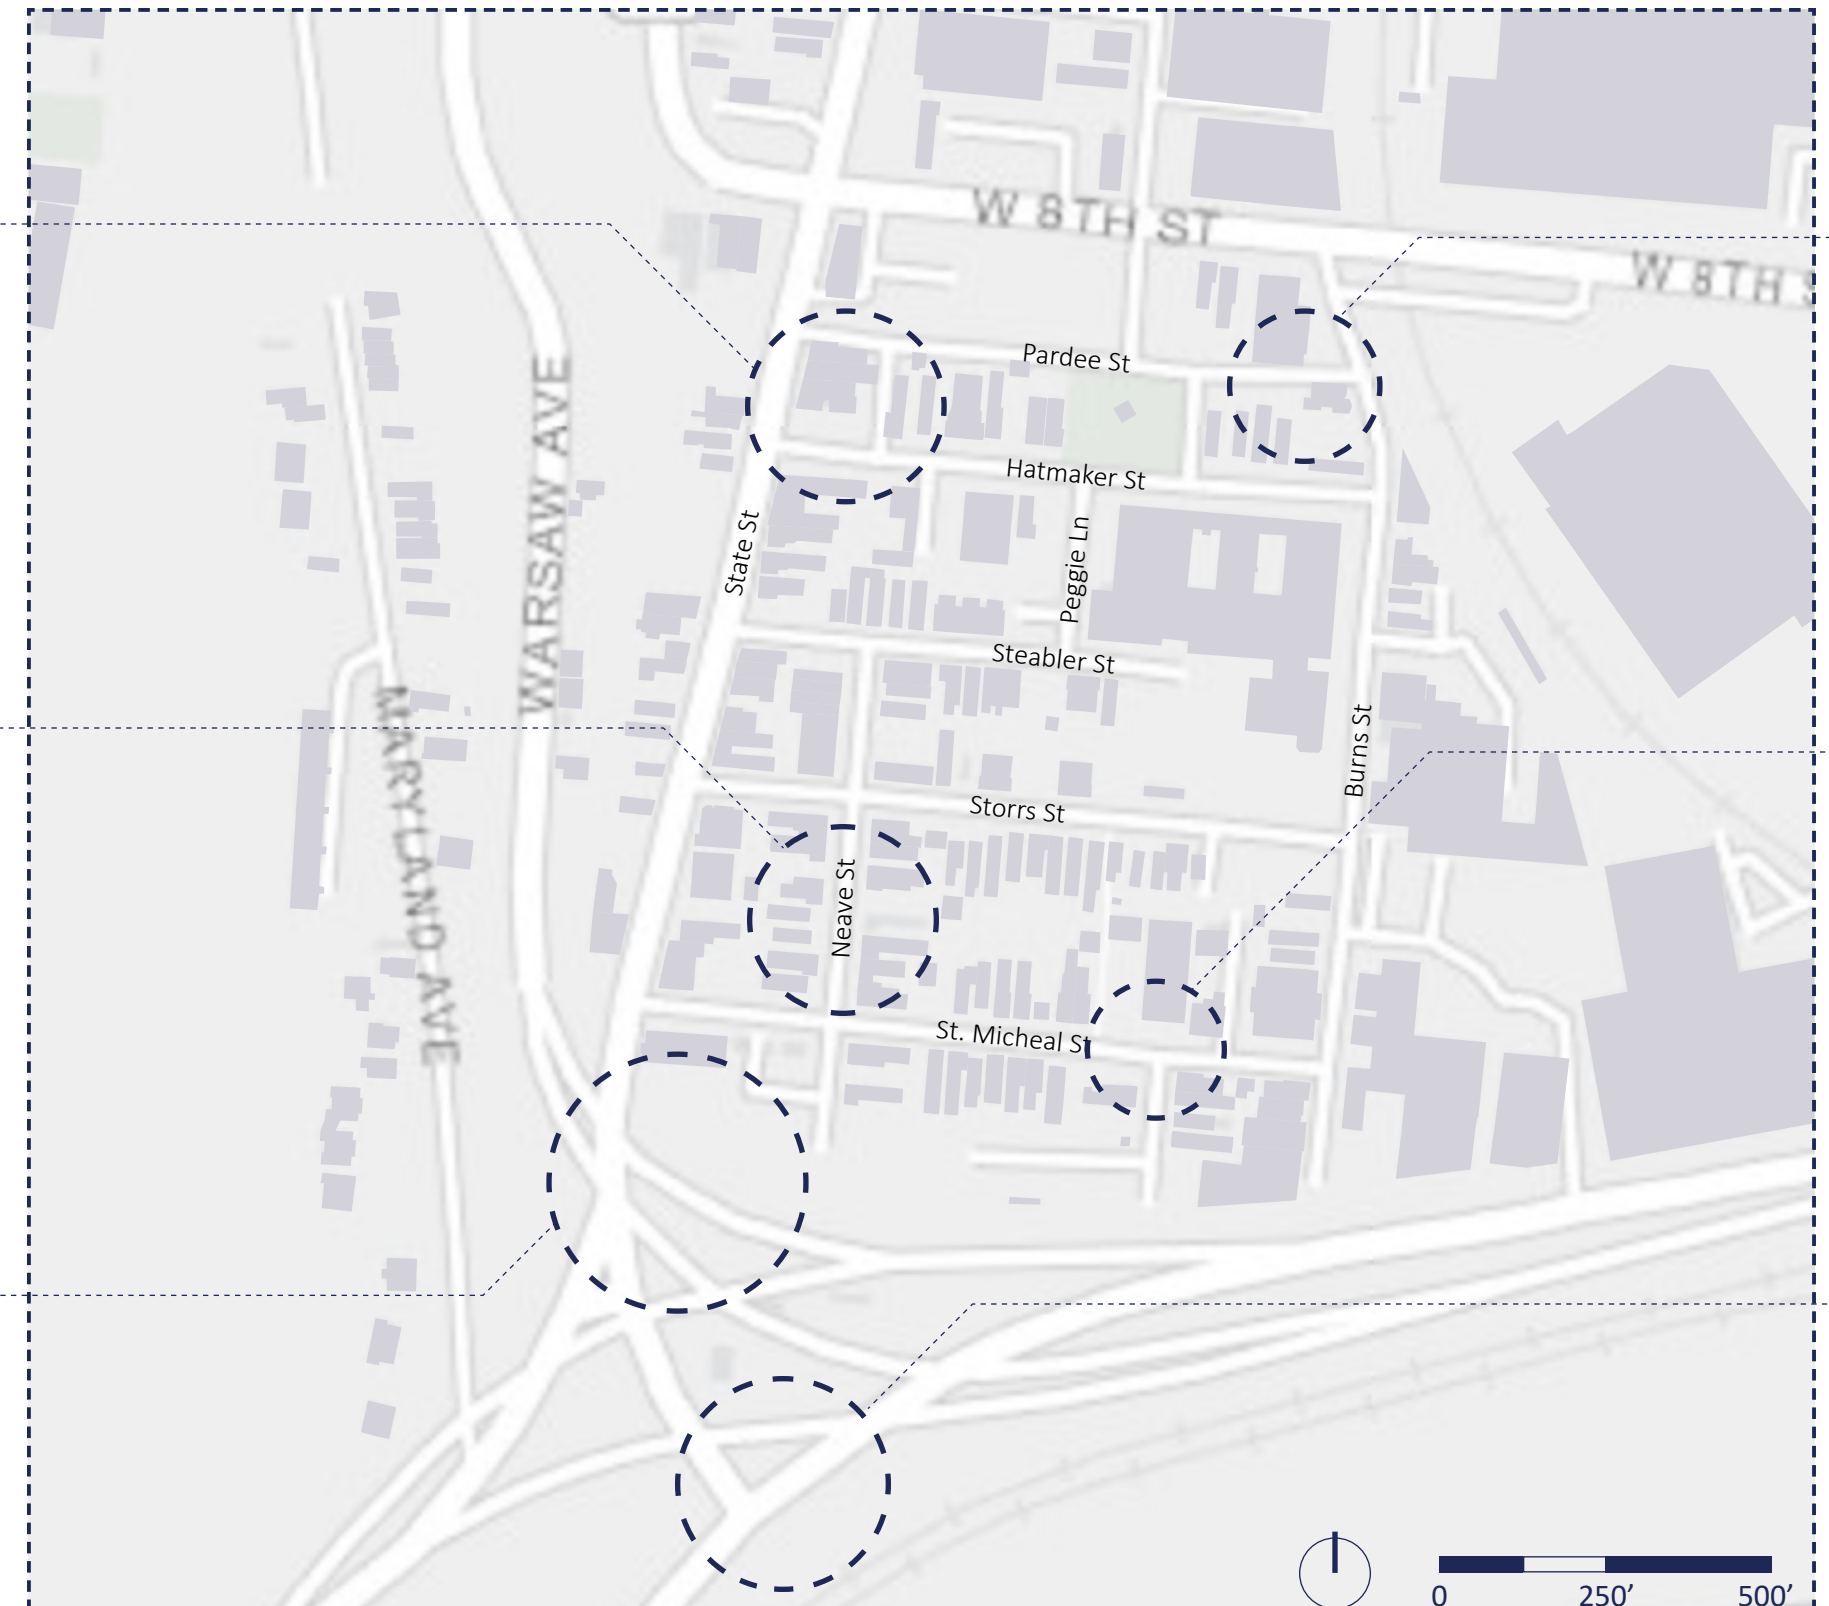 W 8TH ST
W 8TH S
Pardee St
WARSAW AVE
Hatmaker St
State St
Peggie Ln
Steabler St
MARYLAND AVE
Burns St
Storrs St
Neave St
St. Micheal St
0 250’ 500’